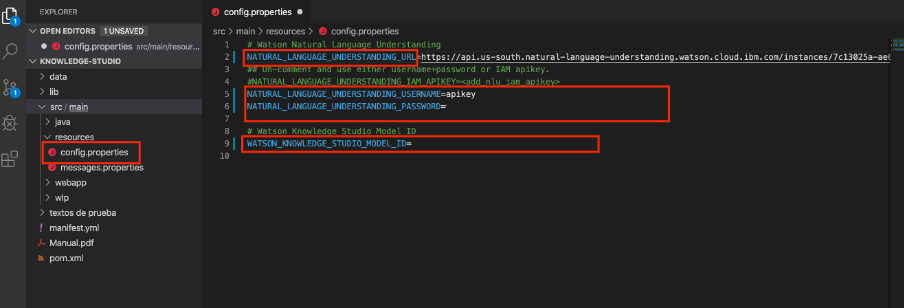 EXPLORER
OPEN EDITORS 1 UNSAVED
config.properties src/main/resour...
KNOWLEDGE-STUDIO
data
lib
src / main
java
resources
config.properties
messages.properties
webapp
wlp
textos de prueba
manifest.yml
Manual.pdf
pom.xml
config.properties
src > main > resources > config.properties
1 # Watson Natural Language Understanding
2 NATURAL_LANGUAGE_UNDERSTANDING_URL=https://api.us-south.natural-language-understanding.watson.cloud.ibm.com/instances/7c13025a-ae
3 ## Un-comment and use either username+password or IAM apikey.
4 #NATURAL_LANGUAGE_UNDERSTANDING_IAM_APIKEY=<add_nlu_iam_apikey>
5 NATURAL_LANGUAGE_UNDERSTANDING_USERNAME=apikey
6 NATURAL_LANGUAGE_UNDERSTANDING_PASSWORD=
7
8 # Watson Knowledge Studio Model ID
9 WATSON_KNOWLEDGE_STUDIO_MODEL_ID=
10